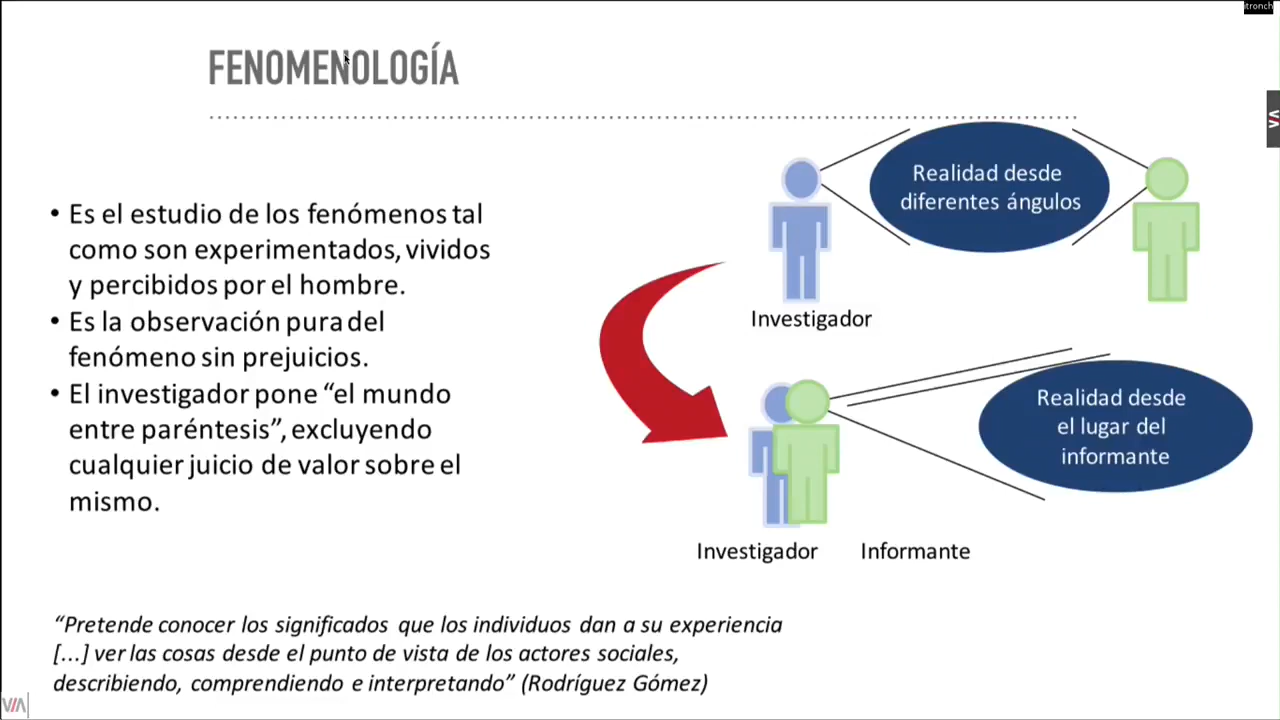 itronch
FENOMENOLOGÍA
• Es el estudio de los fenómenos tal
como son experimentados, vividos
y percibidos por el hombre.
• Es la observación pura del
fenómeno sin prejuicios.
• El investigador pone “el mundo
entre paréntesis”, excluyendo
cualquier juicio de valor sobre el
mismo.
Realidad desde
diferentes ángulos
Investigador
Realidad desde
el lugar del
informante
Investigador Informante
“Pretende conocer los significados que los individuos dan a su experiencia
[...] ver las cosas desde el punto de vista de los actores sociales,
describiendo, comprendiendo e interpretando” (Rodríguez Gómez)
VIA